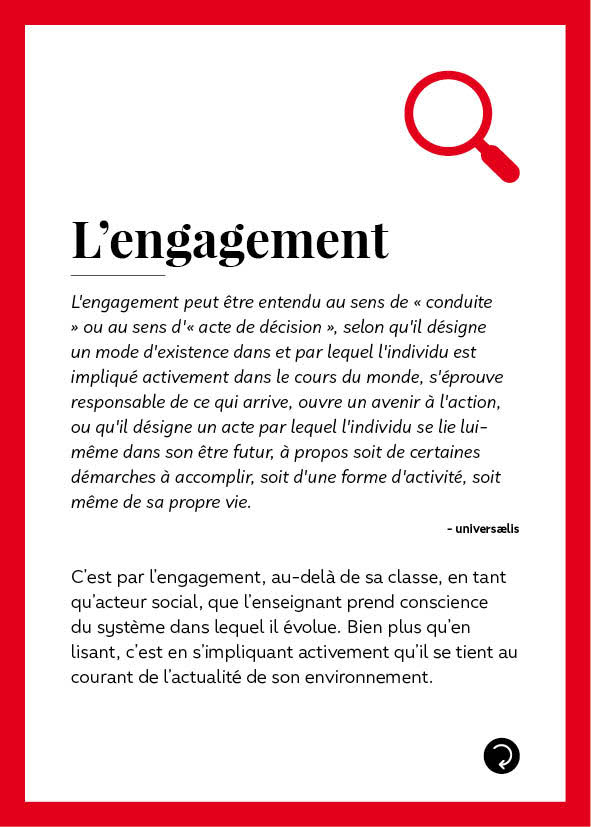 L’engagement
L'engagement peut être entendu au sens de « conduite
» ou au sens d'« acte de décision », selon qu'il désigne
un mode d'existence dans et par lequel l'individu est
impliqué activement dans le cours du monde, s'éprouve
responsable de ce qui arrive, ouvre un avenir à l'action,
ou qu'il désigne un acte par lequel l'individu se lie lui-
même dans son être futur, à propos soit de certaines
démarches à accomplir, soit d'une forme d'activité, soit
même de sa propre vie.
- universælis
C’est par l’engagement, au-delà de sa classe, en tant
qu’acteur social, que l’enseignant prend conscience
du système dans lequel il évolue. Bien plus qu’en
lisant, c’est en s’impliquant activement qu’il se tient au
courant de l’actualité de son environnement.